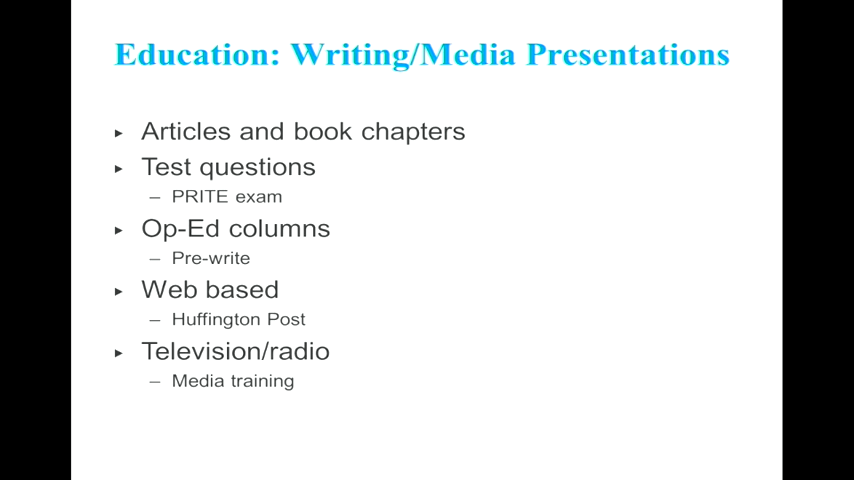 Education: Writing/Media Presentations
▸ Articles and book chapters
▸ Test questions
– PRITE exam
▸ Op-Ed columns
– Pre-write
▸ Web based
– Huffington Post
▸ Television/radio
– Media training